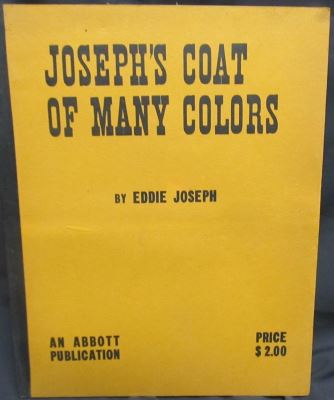 JOSEPH'S COAT
OF MANY COLORS
BY EDDIE JOSEPH
AN ABBOTT
PUBLICATION
PRICE
$2.00